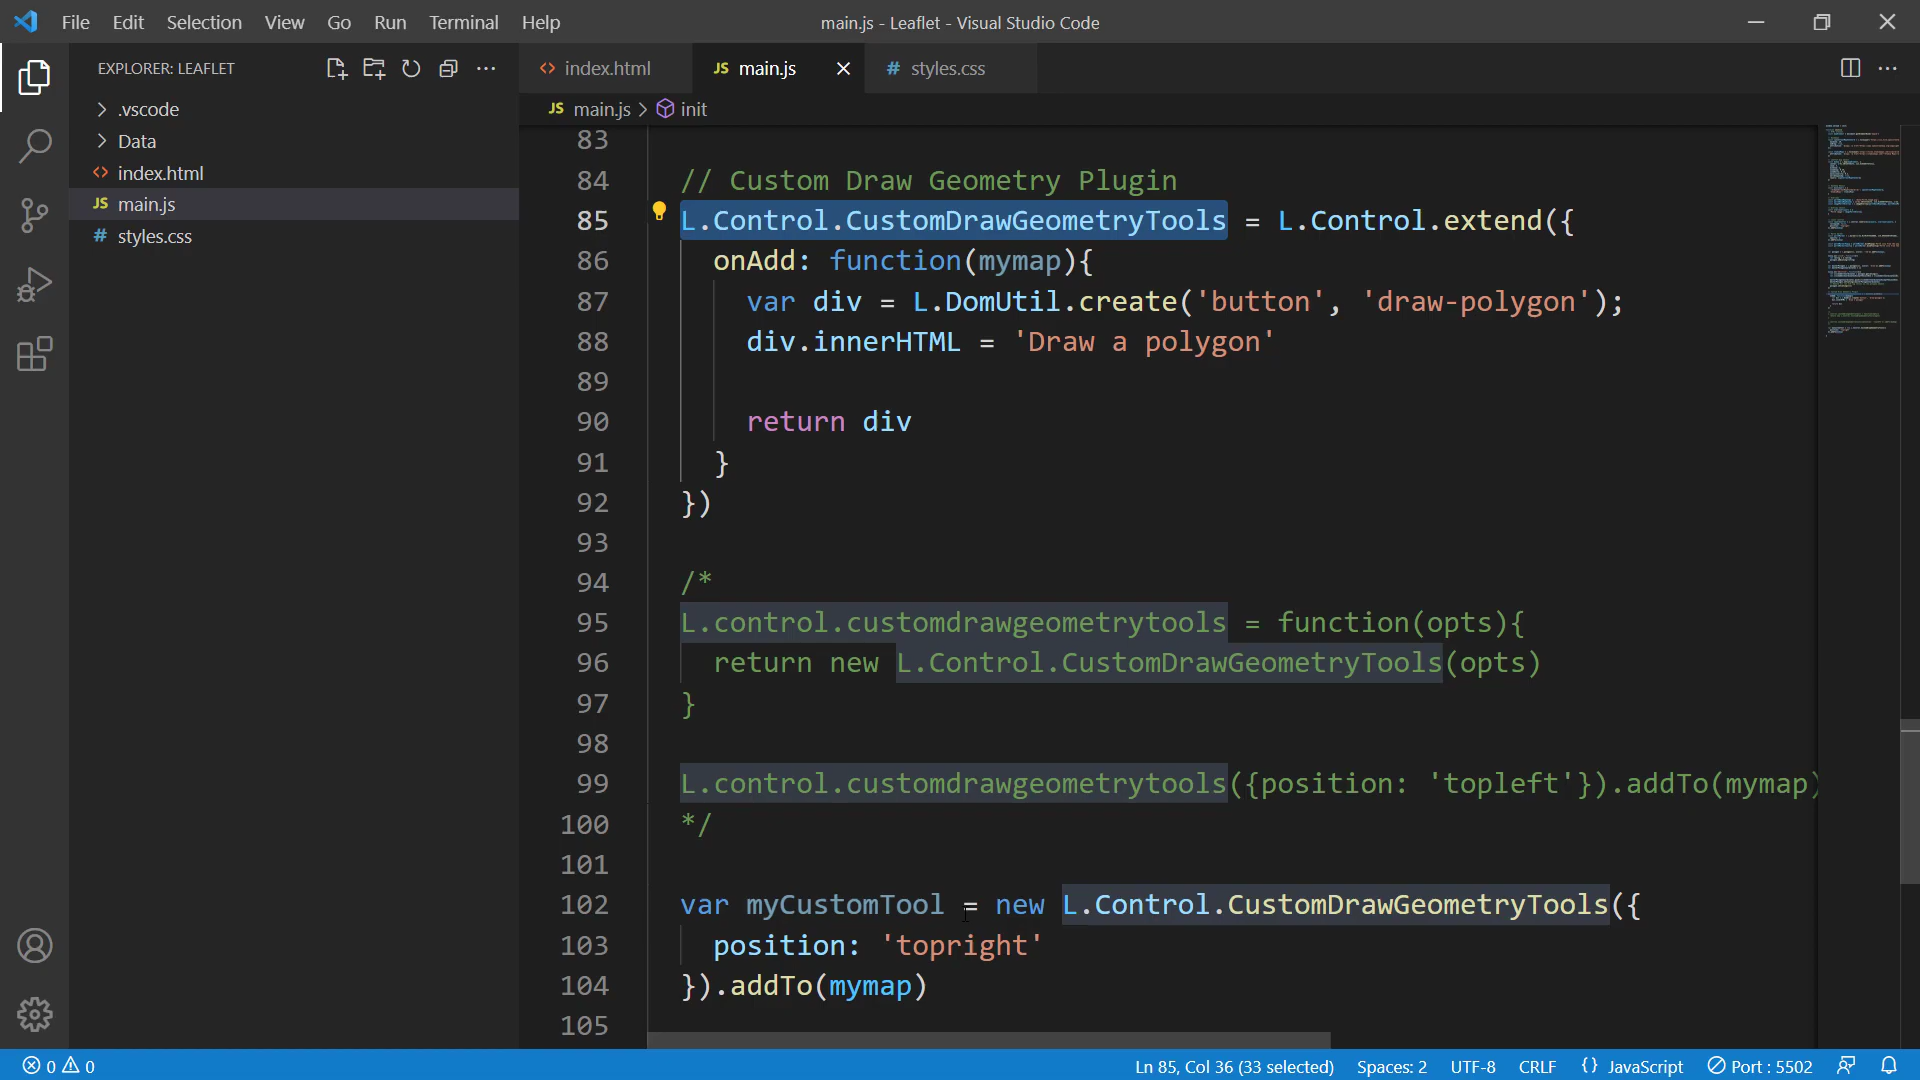 File Edit Selection View Go Run Terminal Help
main.js - Leaflet - Visual Studio Code
EXPLORER: LEAFLET
.vscode
Data
index.html
JS main.js
# styles.css
index.html
JS main.js
# styles.css
JS main.js > init
83
84 // Custom Draw Geometry Plugin
85 L.Control.CustomDrawGeometryTools = L.Control.extend({
86 onAdd: function(mymap){
87 var div = L.DomUtil.create('button', 'draw-polygon');
88 div.innerHTML = 'Draw a polygon'
89
90 return div
91 }
92 })
93
94 /*
95 L.control.customdrawgeometrytools = function(opts){
96 return new L.Control.CustomDrawGeometryTools(opts)
97 }
98
99 L.control.customdrawgeometrytools({position: 'topleft'}).addTo(mymap)
100 */
101
102 var myCustomTool = new L.Control.CustomDrawGeometryTools({
103 position: 'topright'
104 }).addTo(mymap)
105
0 0
Ln 85, Col 36 (33 selected) Spaces: 2 UTF-8 CRLF {} JavaScript Port : 5502